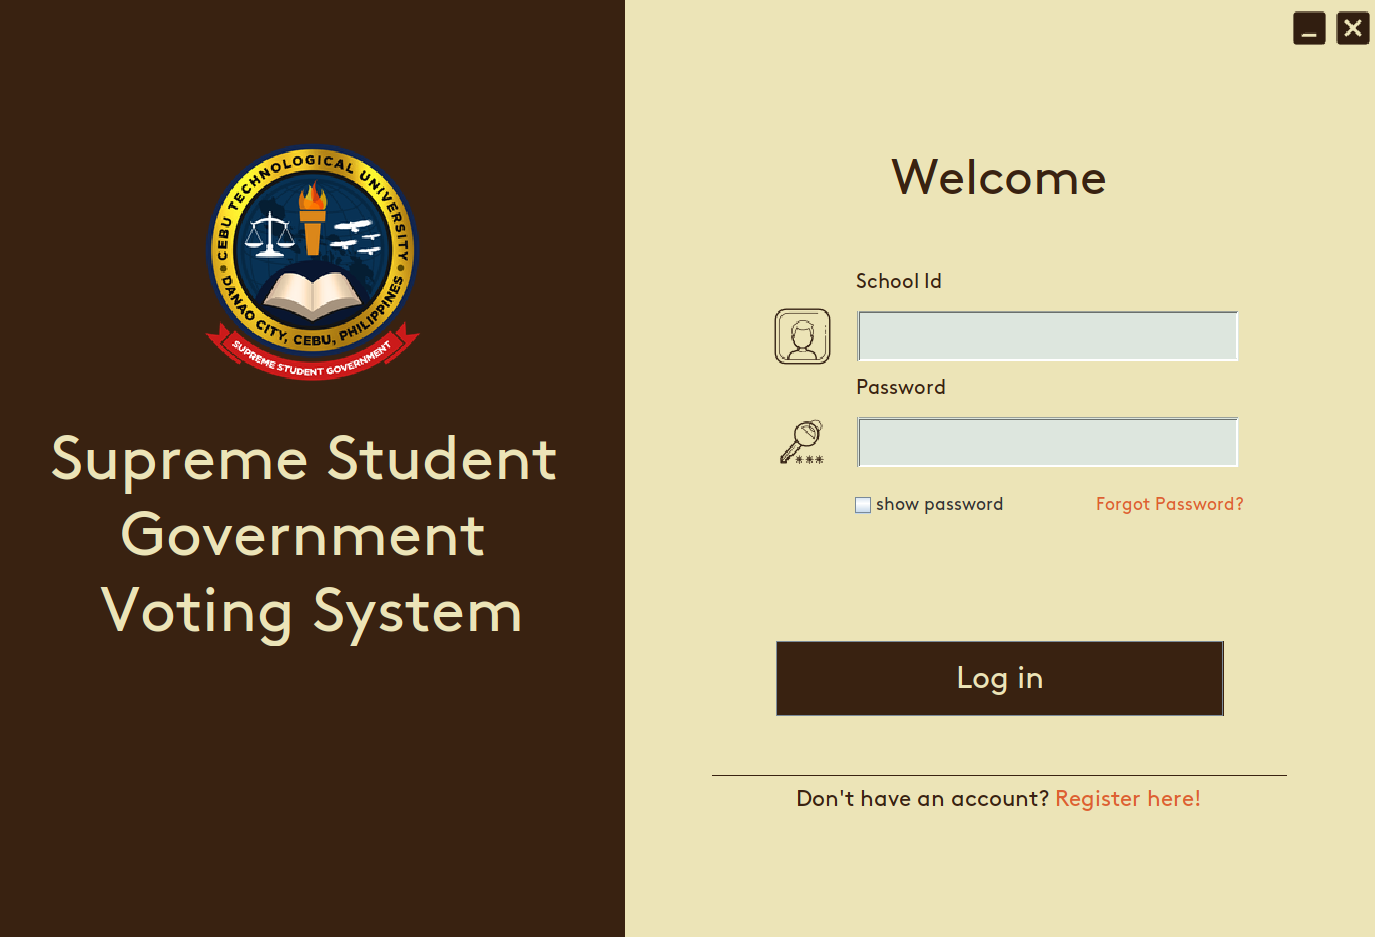 CEBU TECHNOLOGICAL UNIVERSITY
DANAO CITY, CEBU, PHILIPPINES
SUPREME STUDENT GOVERNMENT
Supreme Student
Government
Voting System
Welcome
School Id
Password
show password
Forgot Password?
Log in
Don't have an account? Register here!